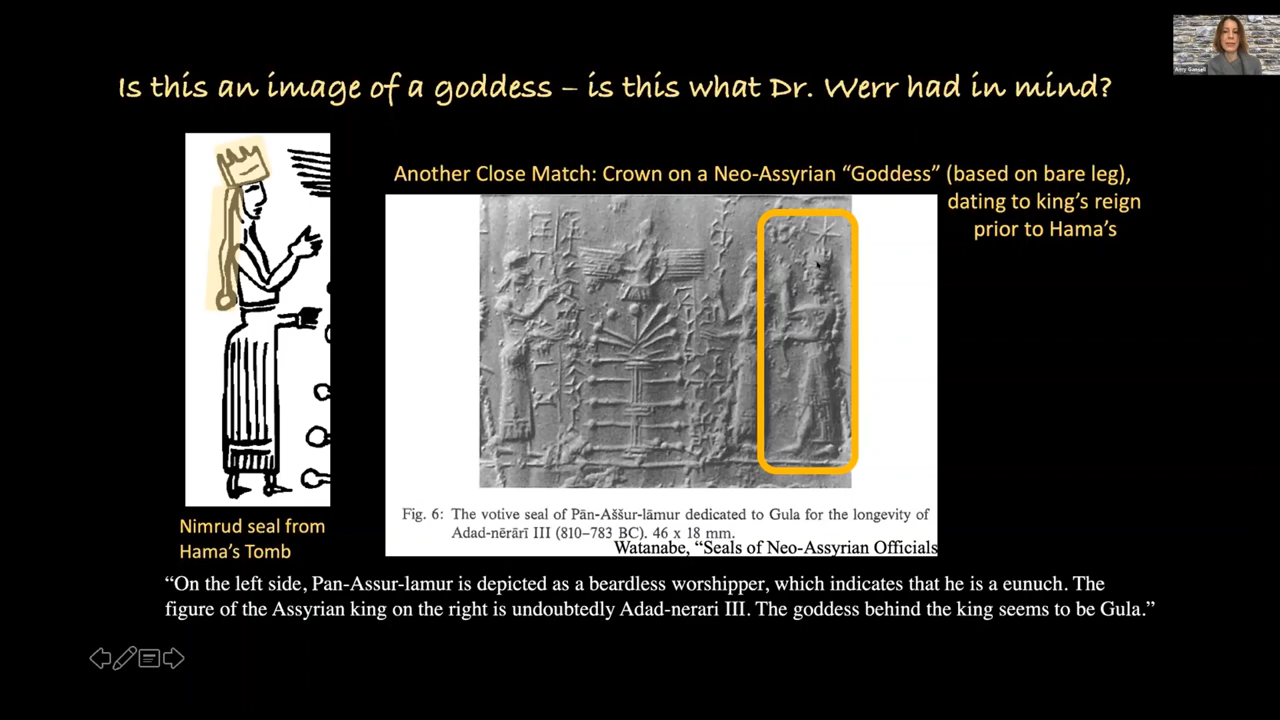 Is this an image of a goddess – is this what Dr. Werr had in mind?
Amy Gansell
Another Close Match: Crown on a Neo-Assyrian “Goddess” (based on bare leg),
dating to king’s reign
prior to Hama’s
Fig. 6: The votive seal of Pān-Aššur-lāmur dedicated to Gula for the longevity of
Adad-nērārī III (810–783 BC). 46 x 18 mm.
Watanabe, “Seals of Neo-Assyrian Officials
Nimrud seal from
Hama’s Tomb
“On the left side, Pan-Assur-lamur is depicted as a beardless worshipper, which indicates that he is a eunuch. The
figure of the Assyrian king on the right is undoubtedly Adad-nerari III. The goddess behind the king seems to be Gula.”